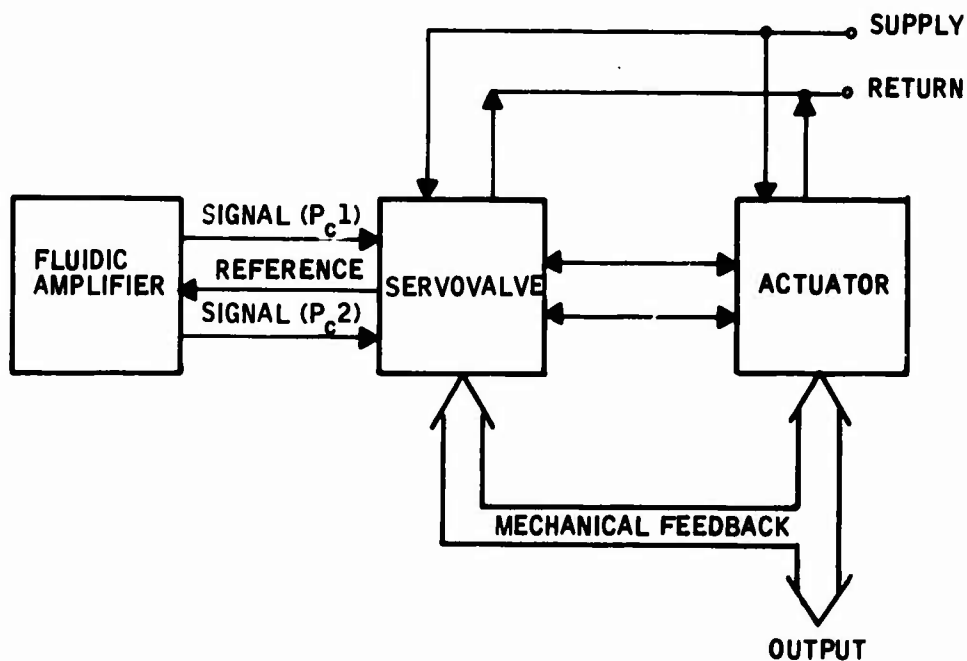 SUPPLY
RETURN
SIGNAL (Pc1)
FLUIDIC
AMPLIFIER
REFERENCE
SERVOVALVE
ACTUATOR
SIGNAL (Pc2)
MECHANICAL FEEDBACK
OUTPUT